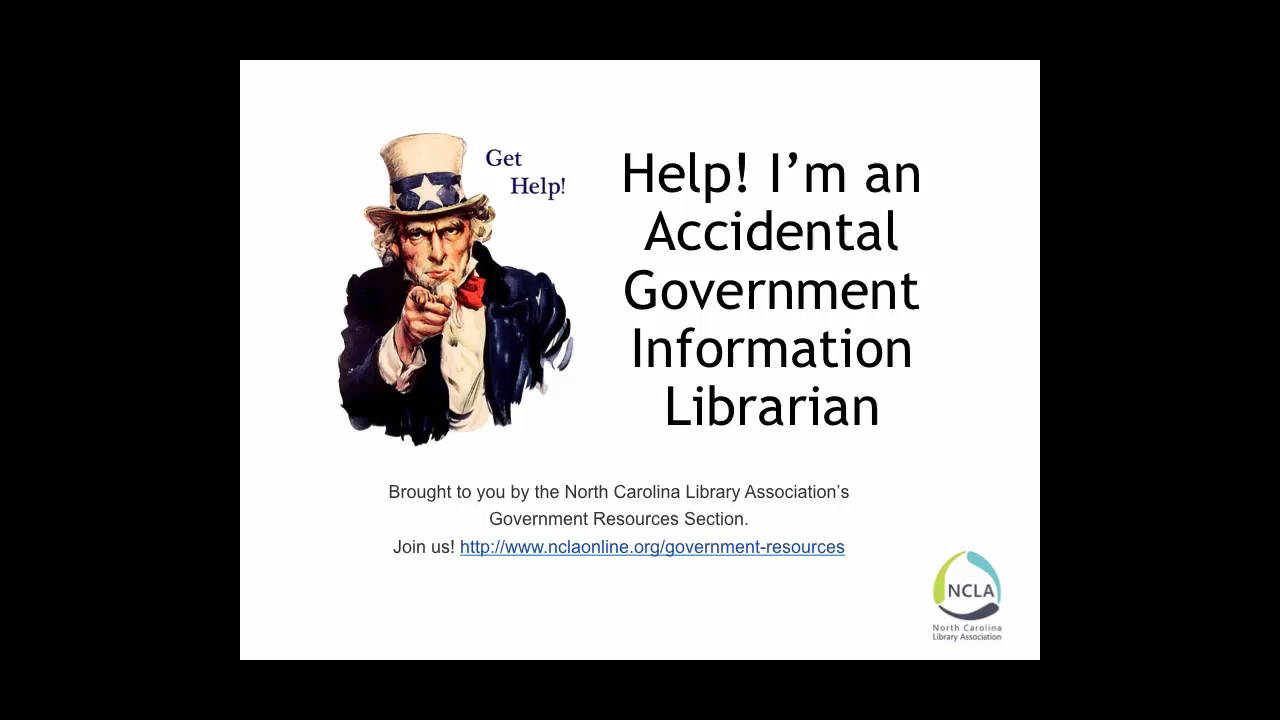 Get
Help!
Help! I’m an
Accidental
Government
Information
Librarian
Brought to you by the North Carolina Library Association’s
Government Resources Section.
Join us! http://www.nclaonline.org/government-resources
NCLA
North Carolina
Library Association